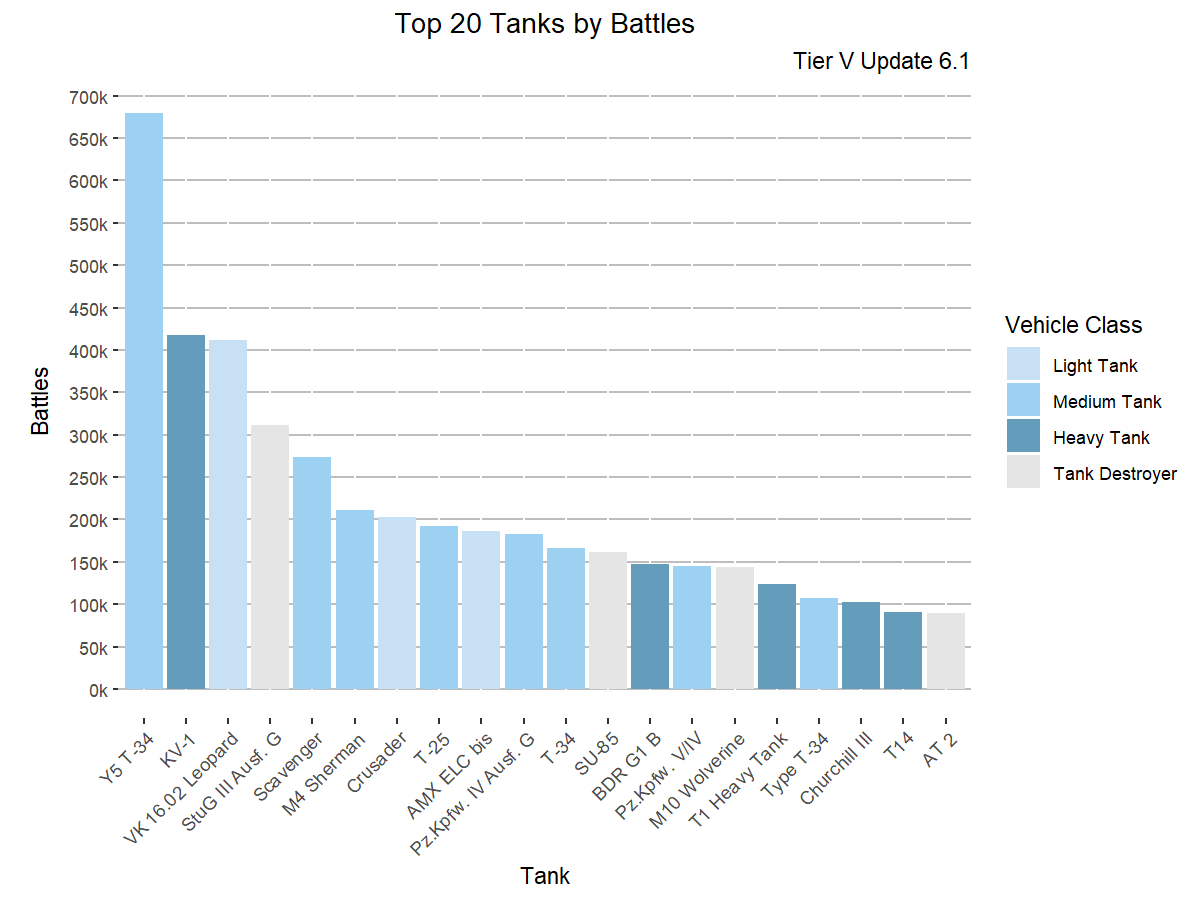 Top 20 Tanks by Battles
Tier V Update 6.1
700k
650k
600k
550k
500k
450k
400k
350k
300k
250k
200k
150k
100k
50k
0k
Battles
Y5 T-34
KV-1
VK 16.02 Leopard
StuG III Ausf. G
Scavenger
M4 Sherman
Crusader
T-25
AMX ELC bis
Pz.Kpfw. IV Ausf. G
T-34
SU-85
BDR G1 B
Pz.Kpfw. V/IV
M10 Wolverine
T1 Heavy Tank
Type T-34
Churchill III
T14
AT 2
Tank
Vehicle Class
Light Tank
Medium Tank
Heavy Tank
Tank Destroyer